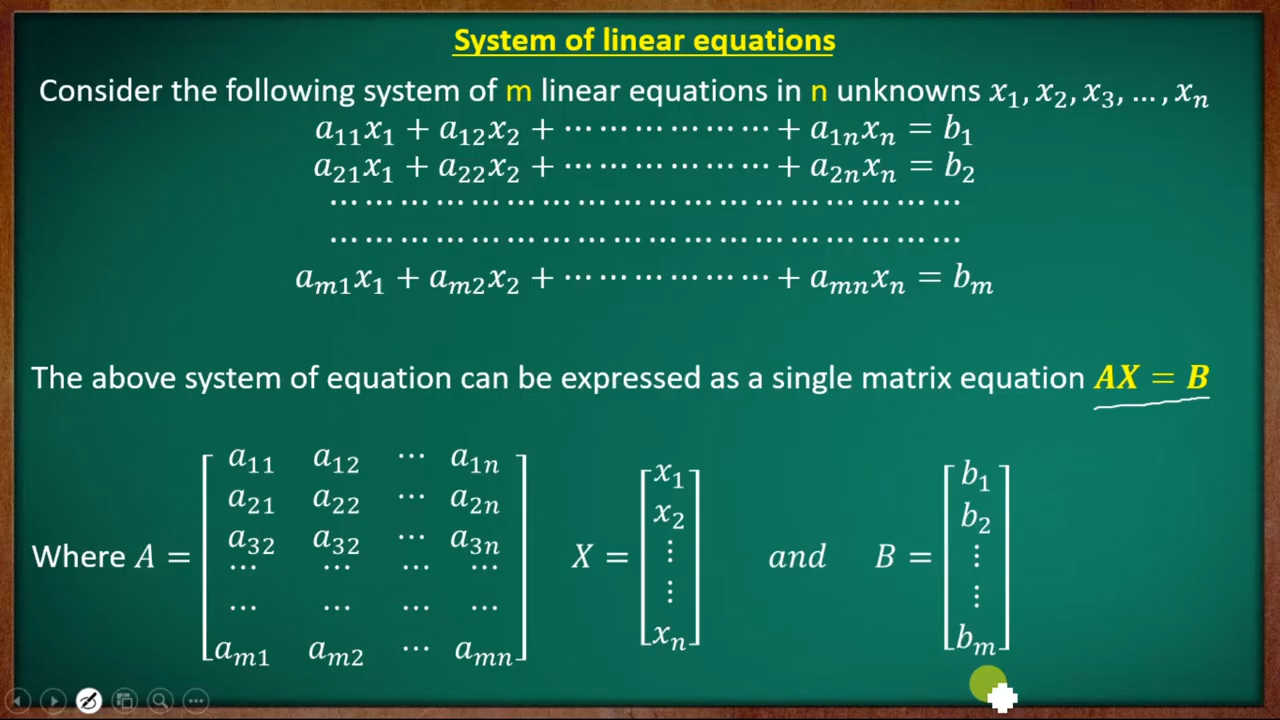 System of linear equations
Consider the following system of m linear equations in n unknowns x₁, x₂, x₃, …, xₙ
a₁₁x₁ + a₁₂x₂ + ⋯⋯⋯⋯⋯⋯ + a₁ₙxₙ = b₁
a₂₁x₁ + a₂₂x₂ + ⋯⋯⋯⋯⋯⋯ + a₂ₙxₙ = b₂
⋯⋯⋯⋯⋯⋯⋯⋯⋯⋯⋯⋯⋯⋯⋯⋯⋯⋯
⋯⋯⋯⋯⋯⋯⋯⋯⋯⋯⋯⋯⋯⋯⋯⋯⋯⋯
aₘ₁x₁ + aₘ₂x₂ + ⋯⋯⋯⋯⋯⋯ + aₘₙxₙ = bₘ
The above system of equation can be expressed as a single matrix equation AX = B
a₁₁ a₁₂ ⋯ a₁ₙ x₁ b₁
a₂₁ a₂₂ ⋯ a₂ₙ x₂ b₂
a₃₂ a₃₂ ⋯ a₃ₙ
Where A = ⋯ ⋯ ⋯ ⋯ X = ⋮ and B = ⋮
⋯ ⋯ ⋯ ⋯ ⋮ ⋮
aₘ₁ aₘ₂ ⋯ aₘₙ xₙ bₘ